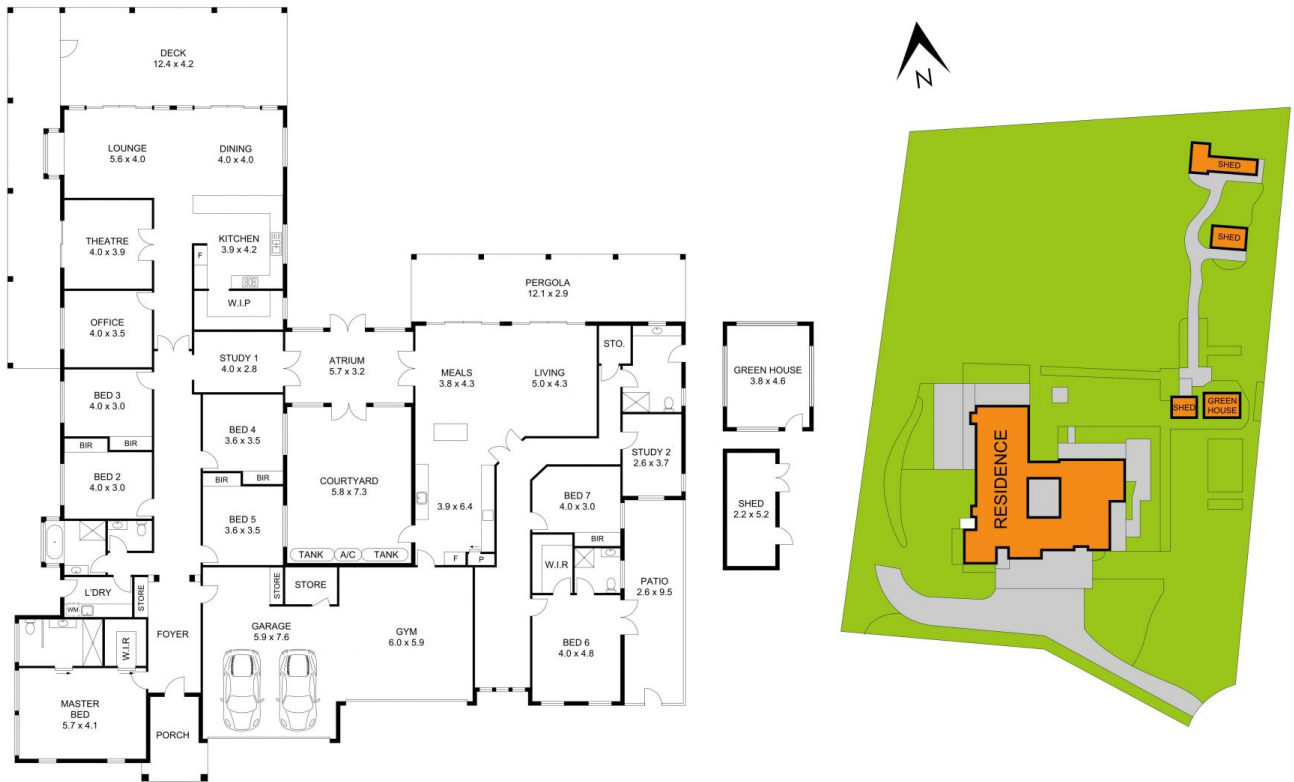 DECK
12.4 x 4.2
LOUNGE
5.6 x 4.0
DINING
4.0 x 4.0
THEATRE
4.0 x 3.9
KITCHEN
3.9 x 4.2
F
W.I.P
OFFICE
4.0 x 3.5
STUDY 1
4.0 x 2.8
ATRIUM
5.7 x 3.2
PERGOLA
12.1 x 2.9
MEALS
3.8 x 4.3
LIVING
5.0 x 4.3
STO.
BED 3
4.0 x 3.0
BIR
BIR
BED 2
4.0 x 3.0
BED 4
3.6 x 3.5
BIR
BIR
BED 5
3.6 x 3.5
COURTYARD
5.8 x 7.3
TANK
A/C
TANK
3.9 x 6.4
F
P
STUDY 2
2.6 x 3.7
BED 7
4.0 x 3.0
BIR
W.I.R
PATIO
2.6 x 9.5
L'DRY
WM
STORE
STORE
STORE
FOYER
GARAGE
5.9 x 7.6
GYM
6.0 x 5.9
BED 6
4.0 x 4.8
W.I.R
MASTER
BED
5.7 x 4.1
PORCH
GREEN HOUSE
3.8 x 4.6
SHED
2.2 x 5.2
N
SHED
SHED
SHED
GREEN
HOUSE
RESIDENCE